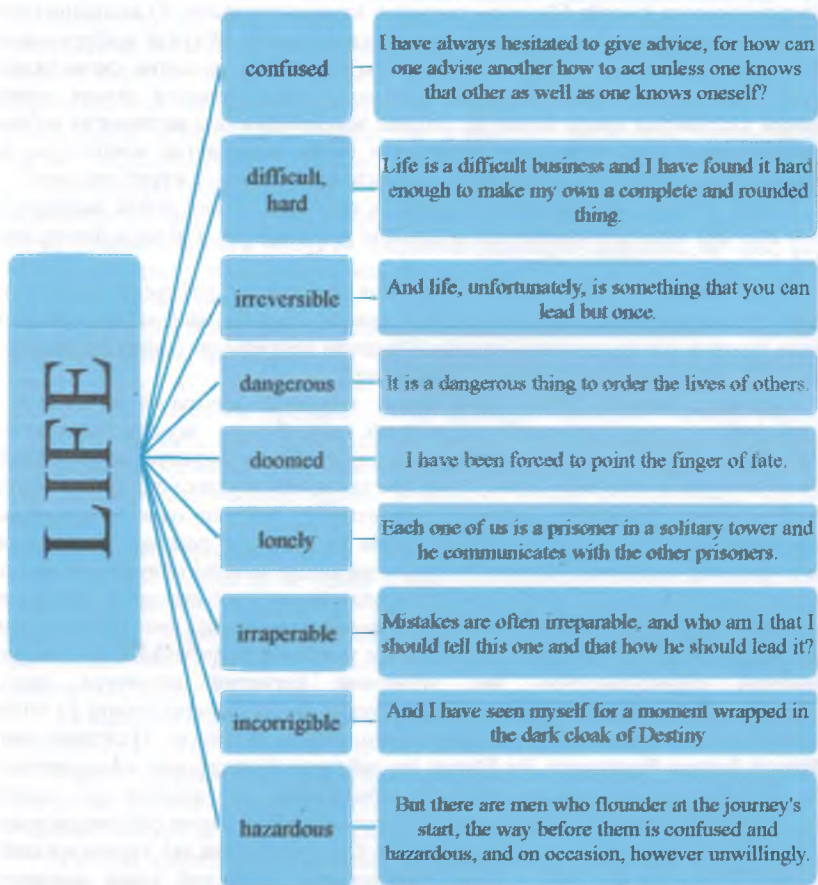 LIFE
confused
I have always hesitated to give advice, for how can
one advise another how to act unless one knows
that other as well as one knows oneself?
difficult,
hard
Life is a difficult business and I have found it hard
enough to make my own a complete and rounded
thing.
irreversible
And life, unfortunately, is something that you can
lead but once.
dangerous
It is a dangerous thing to order the lives of others.
doomed
I have been forced to point the finger of fate.
lonely
Each one of us is a prisoner in a solitary tower and
he communicates with the other prisoners.
irraperable
Mistakes are often irreparable, and who am I that I
should tell this one and that how he should lead it?
incorrigible
And I have seen myself for a moment wrapped in
the dark cloak of Destiny
hazardous
But there are men who flounder at the journey's
start, the way before them is confused and
hazardous, and on occasion, however unwillingly.